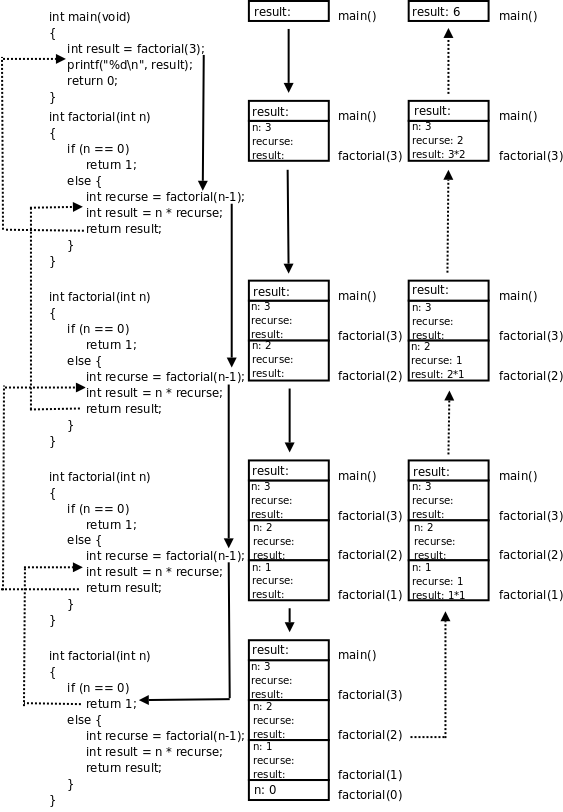 int main(void)
{
int result = factorial(3);
printf("%d\n", result);
return 0;
}
int factorial(int n)
{
if (n == 0)
return 1;
else {
int recurse = factorial(n-1);
int result = n * recurse;
return result;
}
}
int factorial(int n)
{
if (n == 0)
return 1;
else {
int recurse = factorial(n-1);
int result = n * recurse;
return result;
}
}
int factorial(int n)
{
if (n == 0)
return 1;
else {
int recurse = factorial(n-1);
int result = n * recurse;
return result;
}
}
int factorial(int n)
{
if (n == 0)
return 1;
else {
int recurse = factorial(n-1);
int result = n * recurse;
return result;
}
}
result: main()
result: main()
n: 3
recurse:
result: factorial(3)
result: main()
n: 3
recurse:
result: factorial(3)
n: 2
recurse:
result: factorial(2)
result: main()
n: 3
recurse:
result: factorial(3)
n: 2
recurse:
result: factorial(2)
n: 1
recurse:
result: factorial(1)
result: main()
n: 3
recurse:
result: factorial(3)
n: 2
recurse:
result: factorial(2)
n: 1
recurse:
result: factorial(1)
n: 0 factorial(0)
result: 6 main()
result: main()
n: 3
recurse: 2
result: 3*2 factorial(3)
result: main()
n: 3
recurse:
result: factorial(3)
n: 2
recurse: 1
result: 2*1 factorial(2)
result: main()
n: 3
recurse:
result: factorial(3)
n: 2
recurse:
result: factorial(2)
n: 1
recurse: 1
result: 1*1 factorial(1)